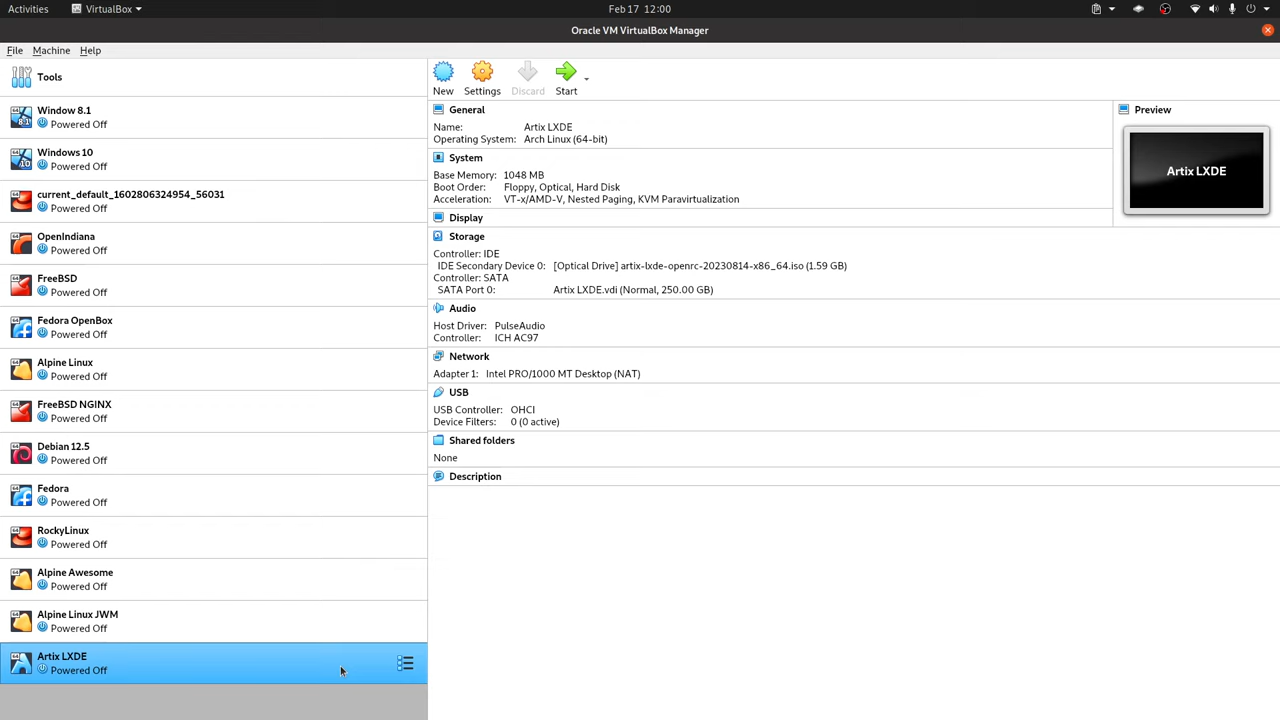 Activities VirtualBox Feb 17 12:00
Oracle VM VirtualBox Manager
File Machine Help
Tools
Window 8.1
Powered Off
Windows 10
Powered Off
current_default_1602806324954_56031
Powered Off
OpenIndiana
Powered Off
FreeBSD
Powered Off
Fedora OpenBox
Powered Off
Alpine Linux
Powered Off
FreeBSD NGINX
Powered Off
Debian 12.5
Powered Off
Fedora
Powered Off
RockyLinux
Powered Off
Alpine Awesome
Powered Off
Alpine Linux JWM
Powered Off
Artix LXDE
Powered Off
New Settings Discard Start
General
Name: Artix LXDE
Operating System: Arch Linux (64-bit)
System
Base Memory: 1048 MB
Boot Order: Floppy, Optical, Hard Disk
Acceleration: VT-x/AMD-V, Nested Paging, KVM Paravirtualization
Display
Storage
Controller: IDE
IDE Secondary Device 0: [Optical Drive] artix-lxde-openrc-20230814-x86_64.iso (1.59 GB)
Controller: SATA
SATA Port 0: Artix LXDE.vdi (Normal, 250.00 GB)
Audio
Host Driver: PulseAudio
Controller: ICH AC97
Network
Adapter 1: Intel PRO/1000 MT Desktop (NAT)
USB
USB Controller: OHCI
Device Filters: 0 (0 active)
Shared folders
None
Description
Preview
Artix LXDE